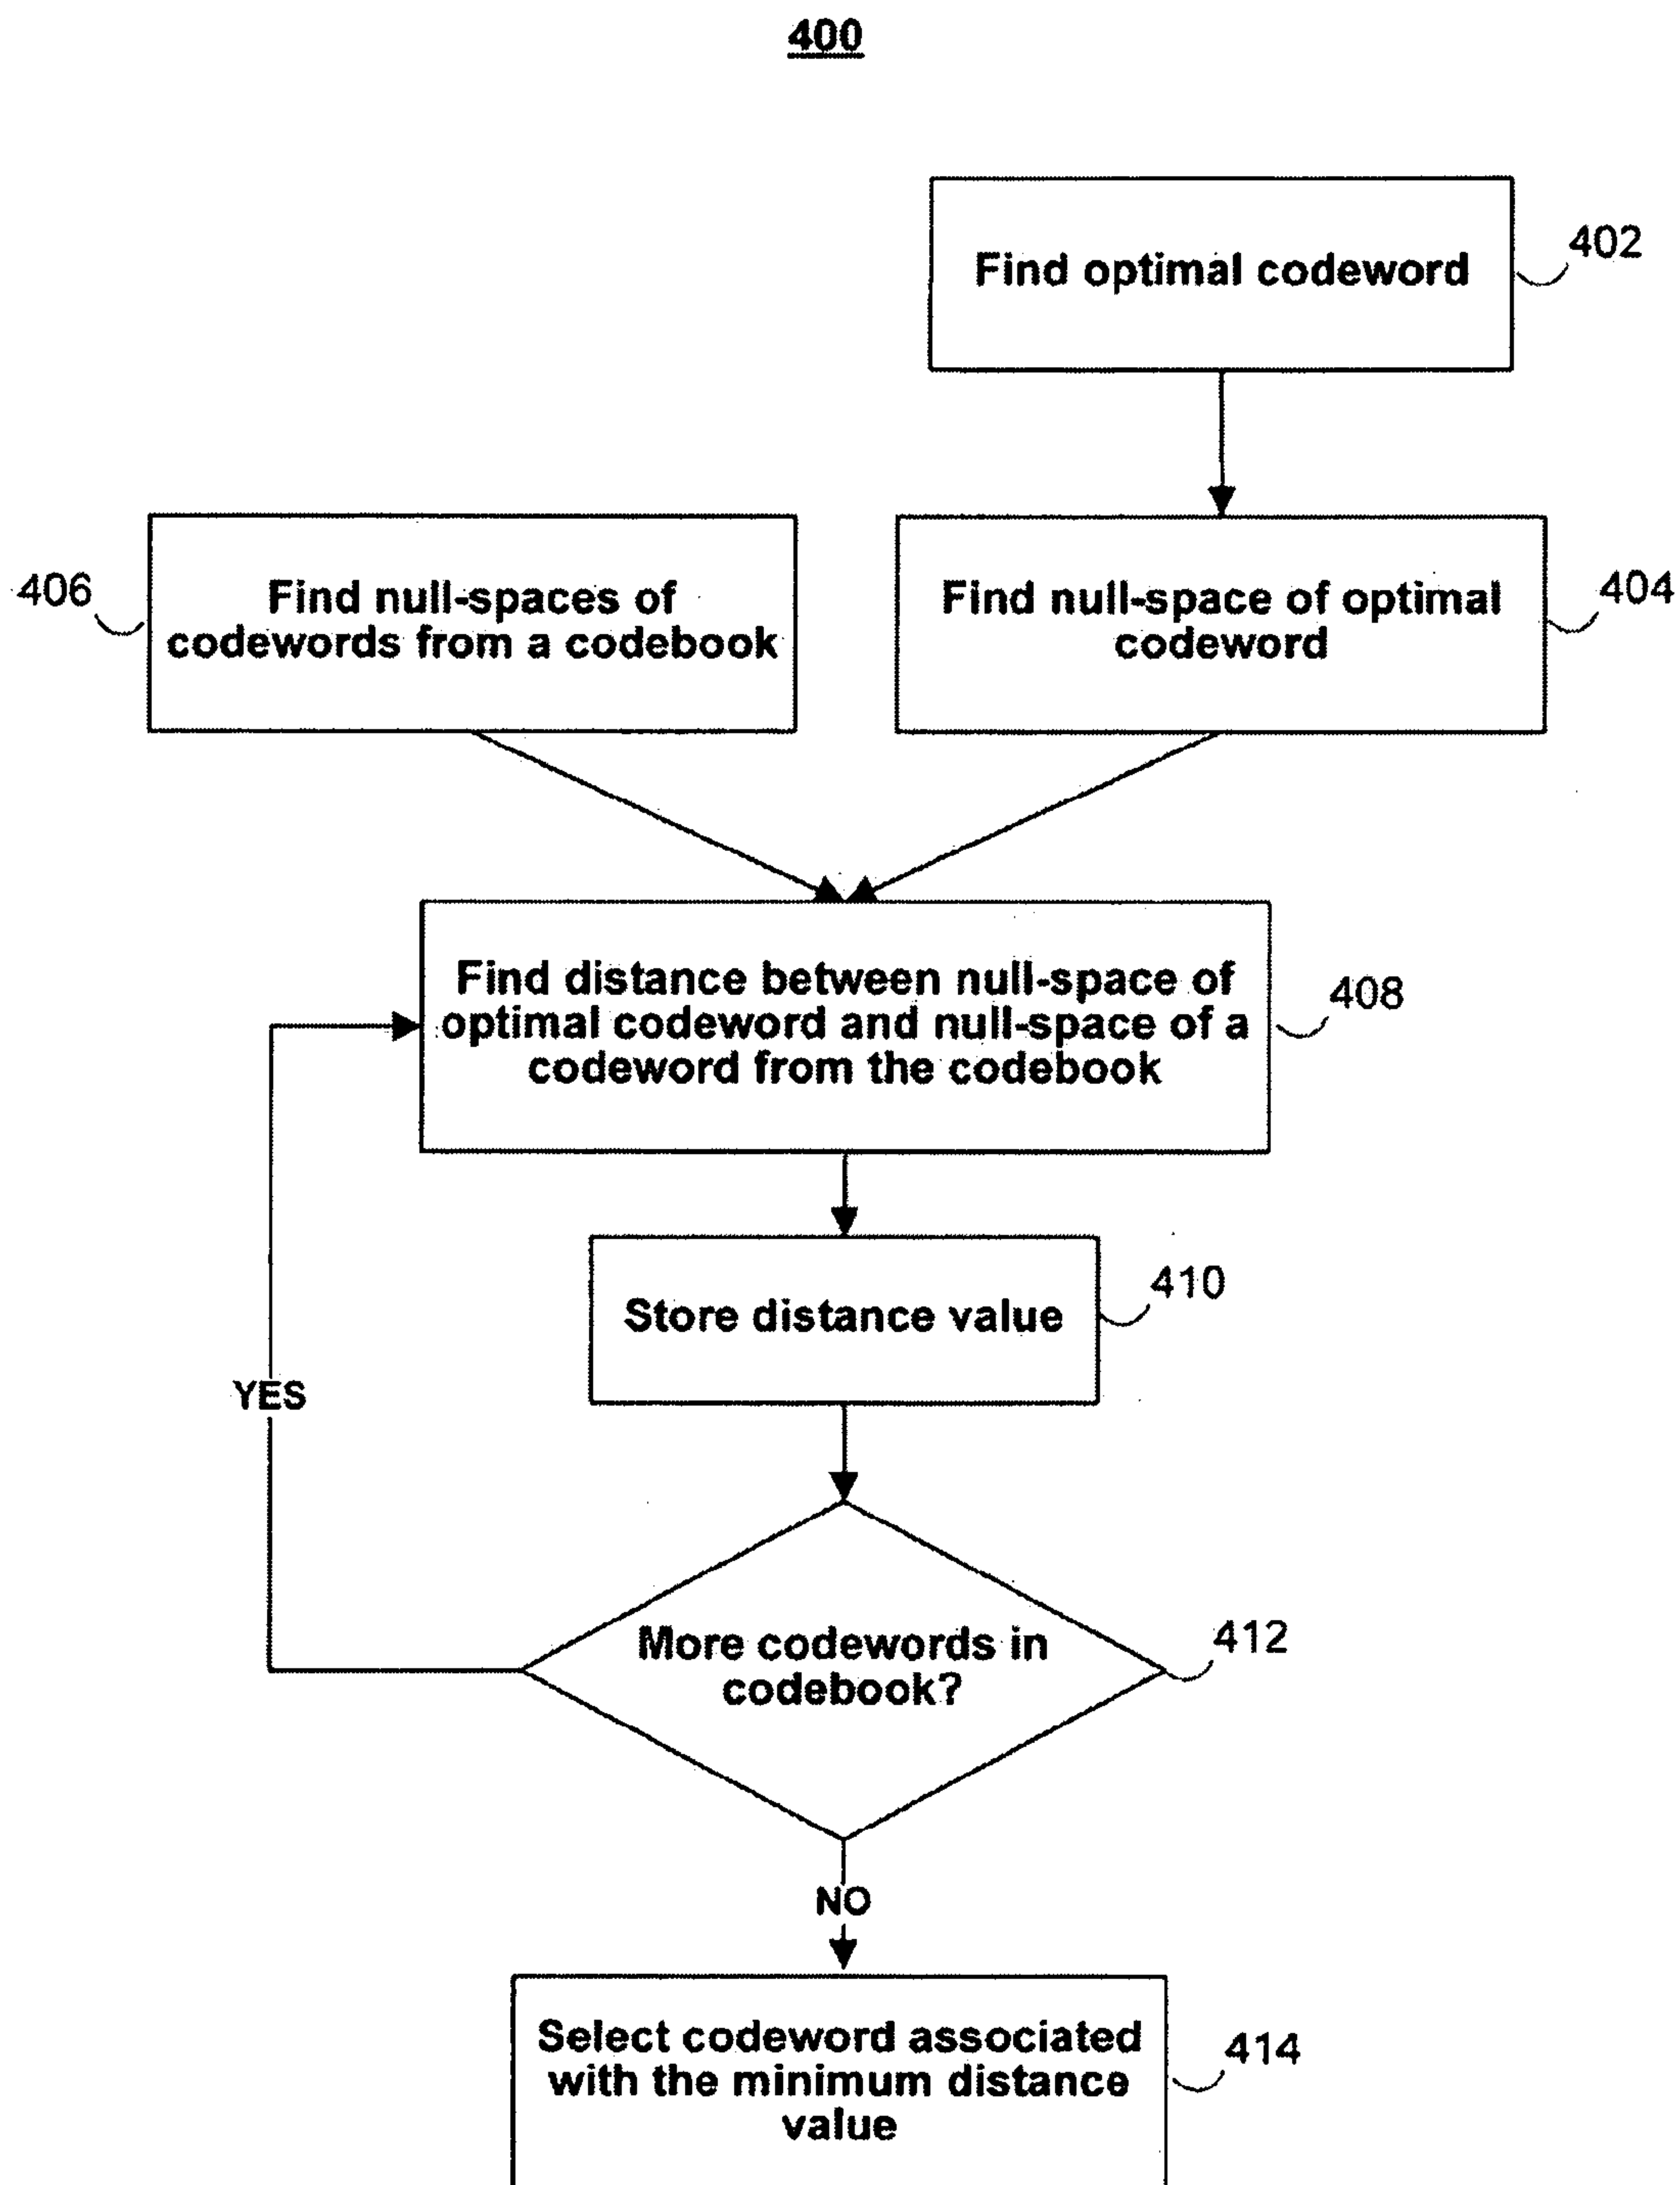 400
Find optimal codeword
402
406
Find null-spaces of
codewords from a codebook
Find null-space of optimal
codeword
404
Find distance between null-space of
optimal codeword and null-space of a
codeword from the codebook
408
Store distance value
410
YES
More codewords in
codebook?
412
NO
Select codeword associated
with the minimum distance
value
414